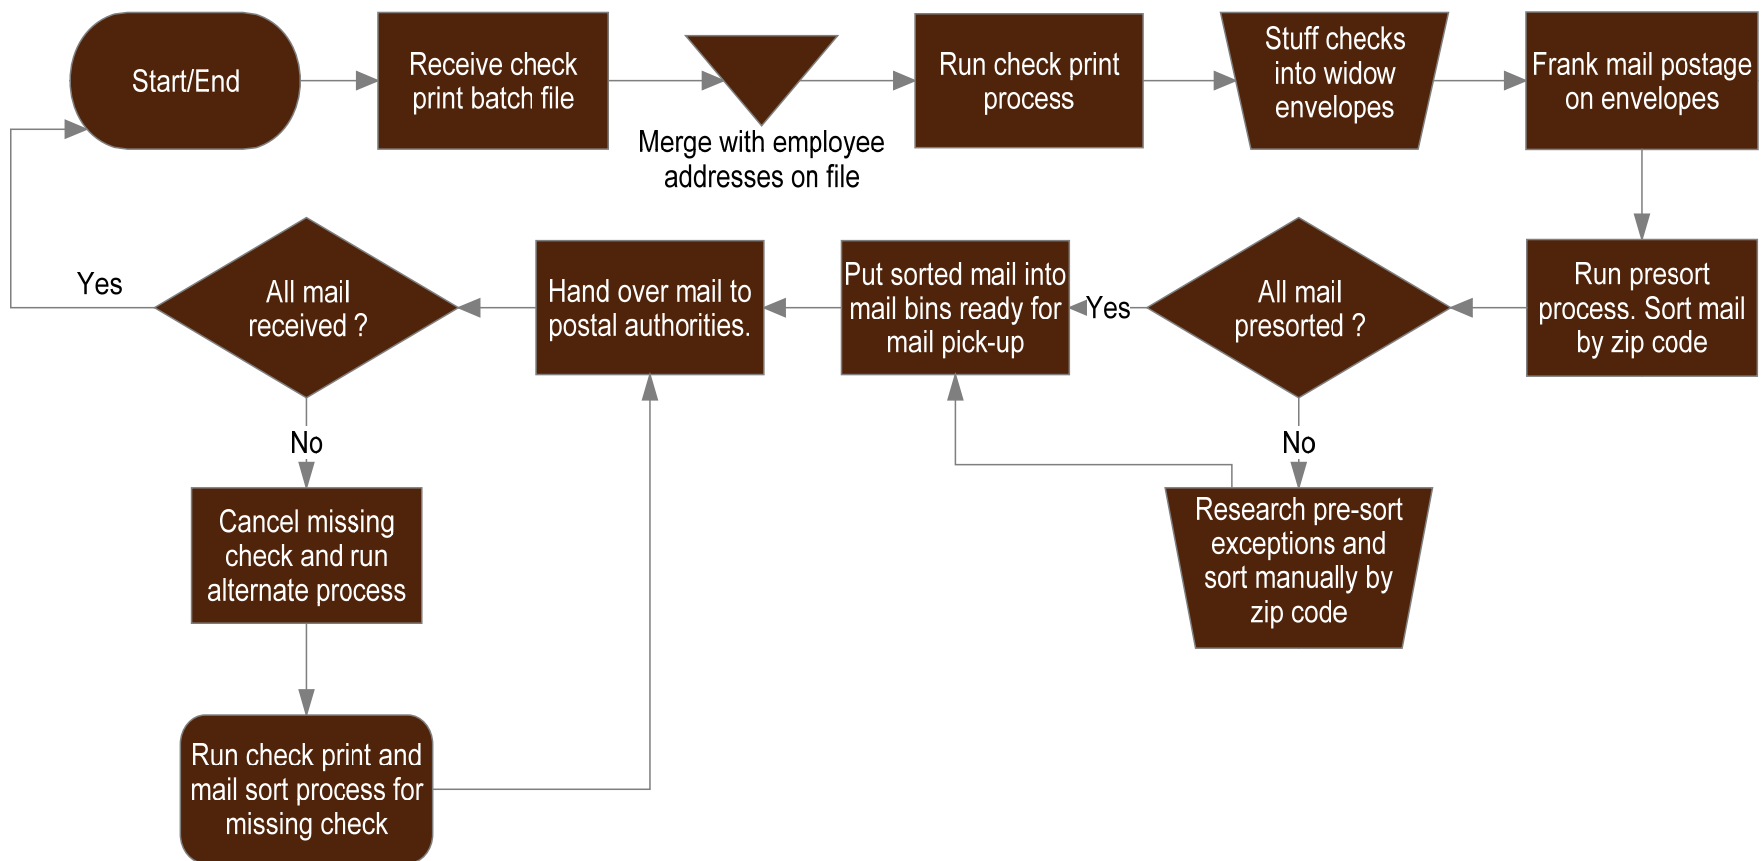 Start/End
Receive check
print batch file
Merge with employee
addresses on file
Run check print
process
Stuff checks
into widow
envelopes
Frank mail postage
on envelopes
Run presort
process. Sort mail
by zip code
All mail
presorted ?
Yes
No
Research pre-sort
exceptions and
sort manually by
zip code
Put sorted mail into
mail bins ready for
mail pick-up
Hand over mail to
postal authorities.
All mail
received ?
Yes
No
Cancel missing
check and run
alternate process
Run check print and
mail sort process for
missing check